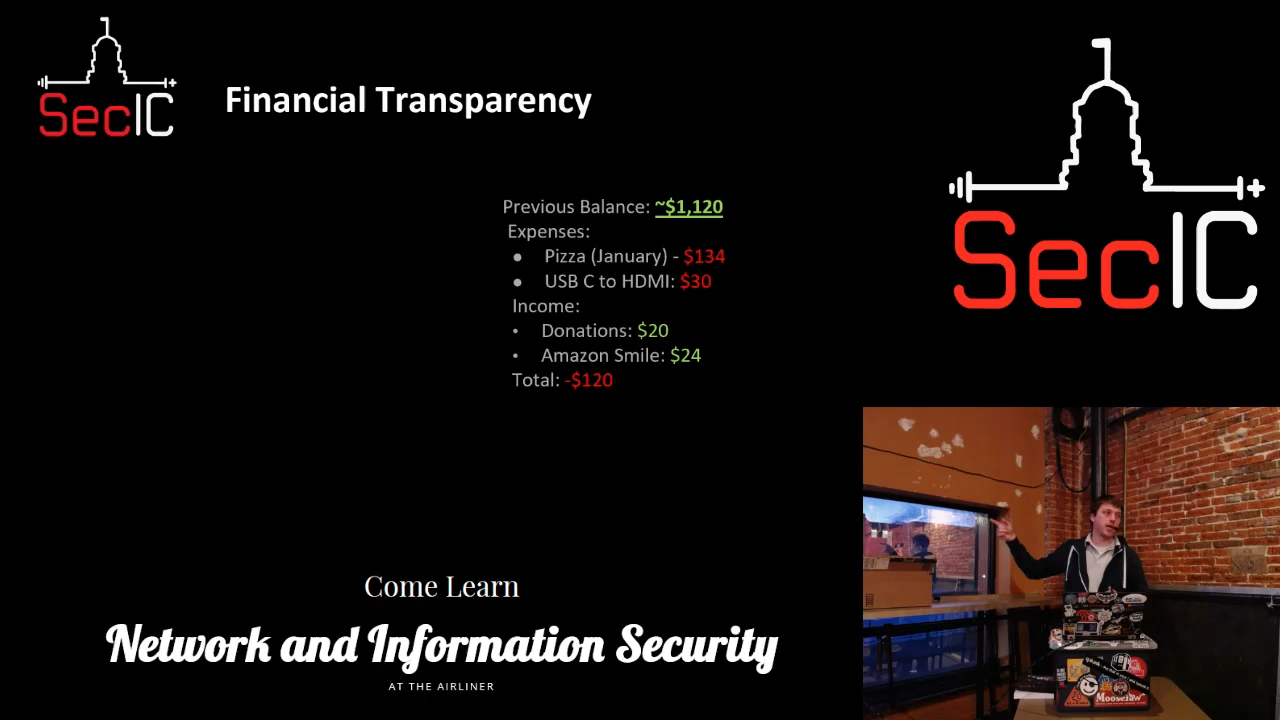 SecIC
Financial Transparency
Previous Balance: ~$1,120
Expenses:
● Pizza (January) - $134
● USB C to HDMI: $30
Income:
• Donations: $20
• Amazon Smile: $24
Total: -$120
SecIC
Come Learn
Network and Information Security
AT THE AIRLINER
Moosejaw